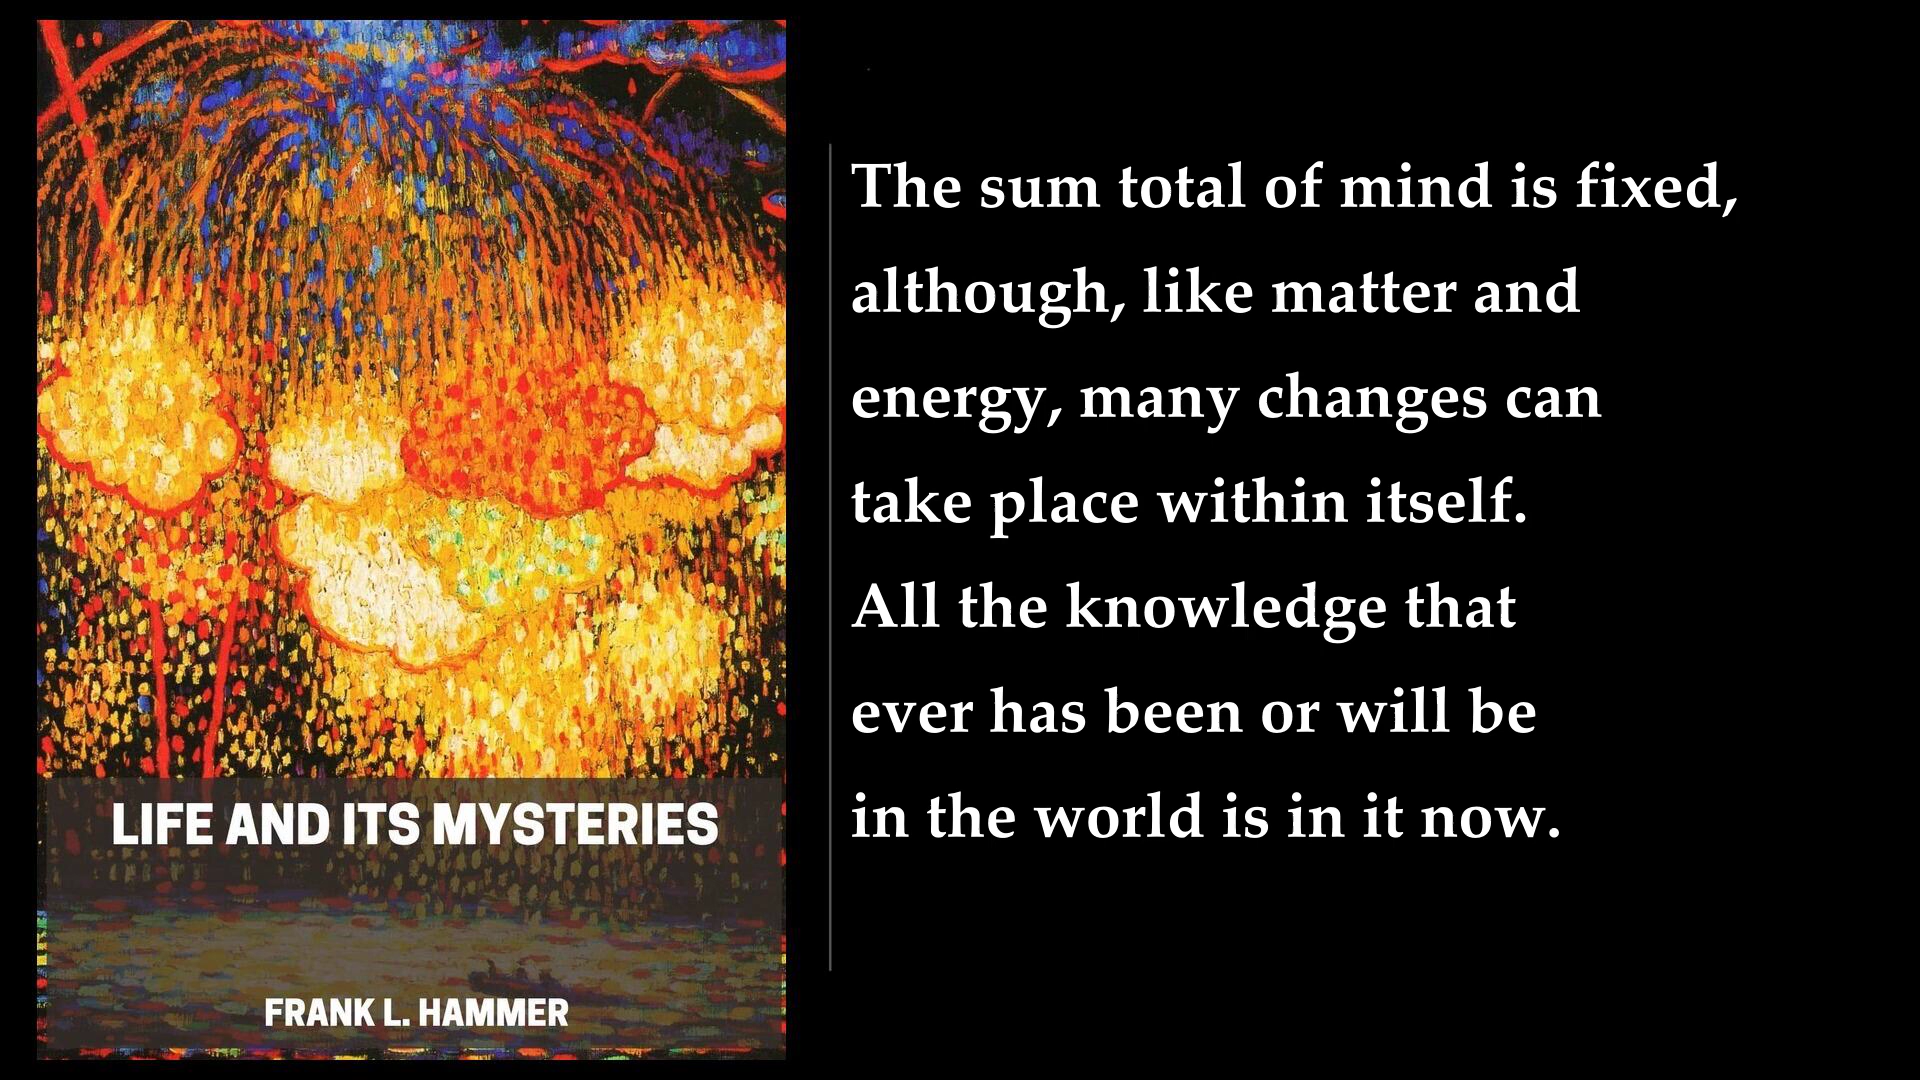 LIFE AND ITS MYSTERIES
FRANK L. HAMMER
The sum total of mind is fixed,
although, like matter and
energy, many changes can
take place within itself.
All the knowledge that
ever has been or will be
in the world is in it now.